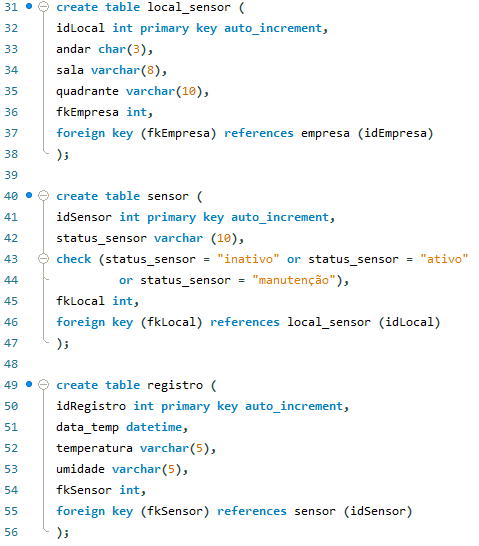 31 create table local_sensor (
32 idLocal int primary key auto_increment,
33 andar char(3),
34 sala varchar(8),
35 quadrante varchar(10),
36 fkEmpresa int,
37 foreign key (fkEmpresa) references empresa (idEmpresa)
38 );
39
40 create table sensor (
41 idSensor int primary key auto_increment,
42 status_sensor varchar (10),
43 check (status_sensor = "inativo" or status_sensor = "ativo"
44 or status_sensor = "manutenção"),
45 fkLocal int,
46 foreign key (fkLocal) references local_sensor (idLocal)
47 );
48
49 create table registro (
50 idRegistro int primary key auto_increment,
51 data_temp datetime,
52 temperatura varchar(5),
53 umidade varchar(5),
54 fkSensor int,
55 foreign key (fkSensor) references sensor (idSensor)
56 );